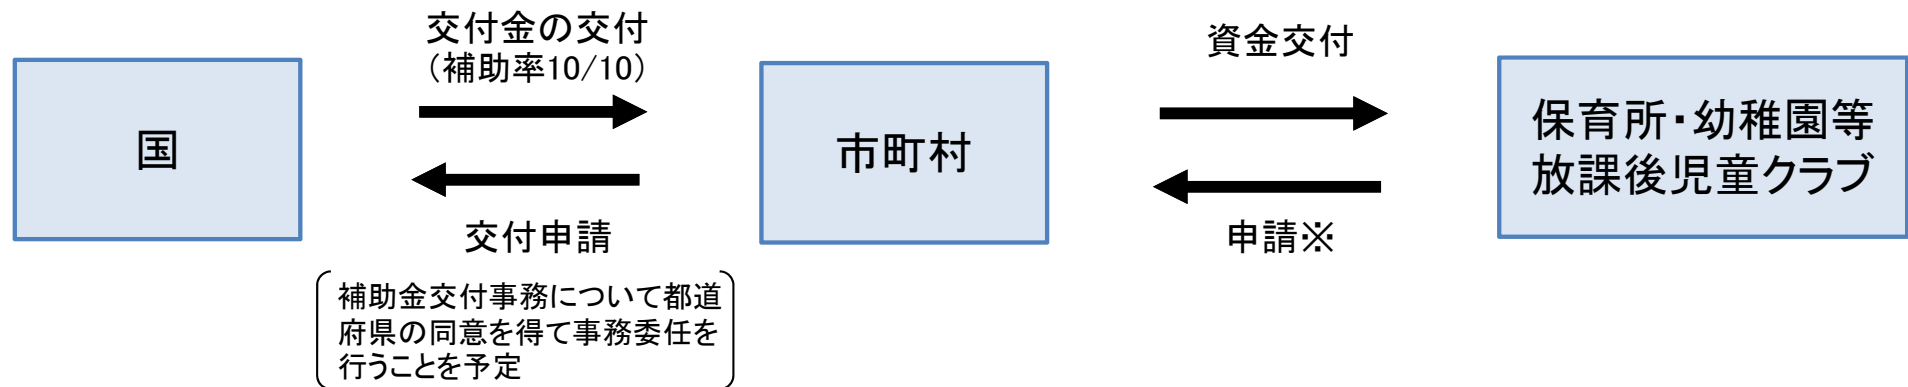 交付金の交付
（補助率10/10）
資金交付
国
市町村
保育所・幼稚園等
放課後児童クラブ
交付申請
申請※
補助金交付事務について都道
府県の同意を得て事務委任を
行うことを予定